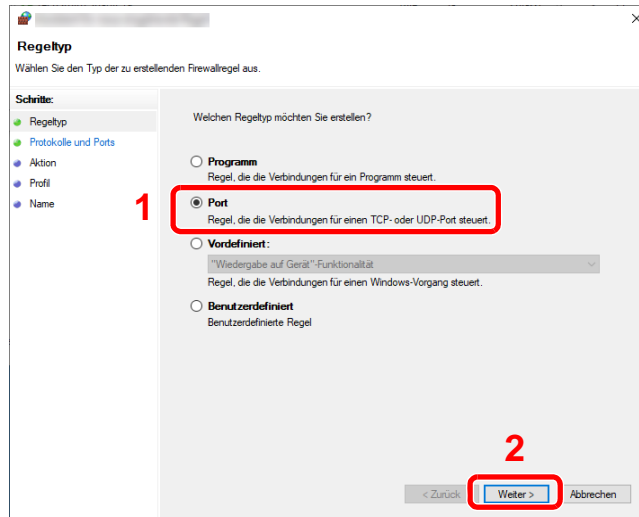 Regeltyp
Wählen Sie den Typ der zu erstellenden Firewallregel aus.
Schritte:
Regeltyp
Protokolle und Ports
Aktion
Profil
Name
Welchen Regeltyp möchten Sie erstellen?
Programm
Regel, die die Verbindungen für ein Programm steuert.
1
Port
Regel, die die Verbindungen für einen TCP- oder UDP-Port steuert.
Vordefiniert:
"Wiedergabe auf Gerät"-Funktionalität
Regel, die die Verbindungen für einen Windows-Vorgang steuert.
Benutzerdefiniert
Benutzerdefinierte Regel
2
< Zurück
Weiter >
Abbrechen